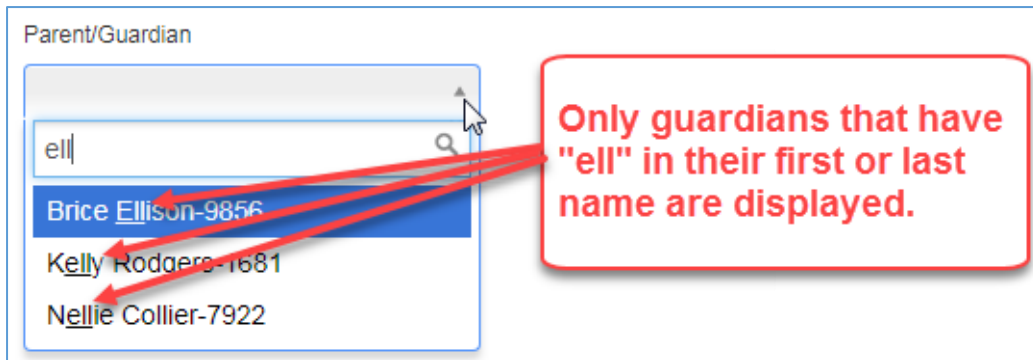 Parent/Guardian
ell
Only guardians that have
"ell" in their first or last
name are displayed.
Brice Ellison-9856
Kelly Rodgers-1681
Nellie Collier-7922